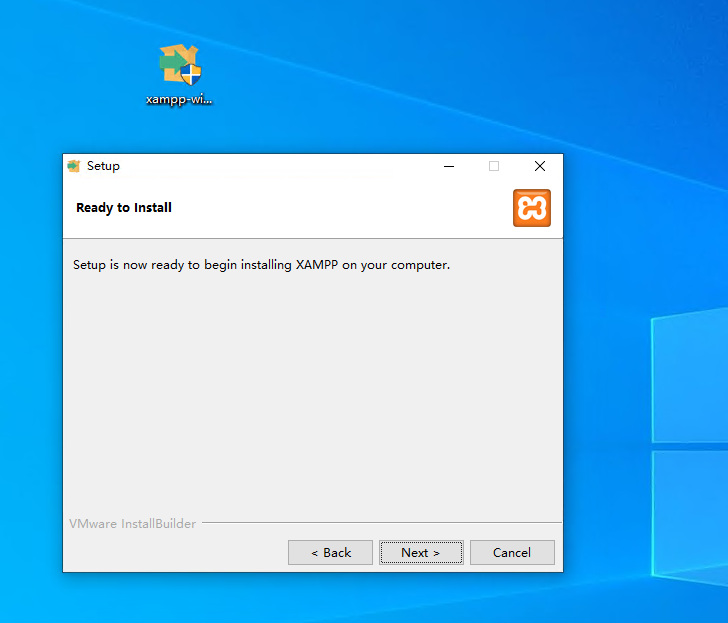 xampp-wi...
Setup
Ready to Install
Setup is now ready to begin installing XAMPP on your computer.
VMware InstallBuilder
< Back
Next >
Cancel